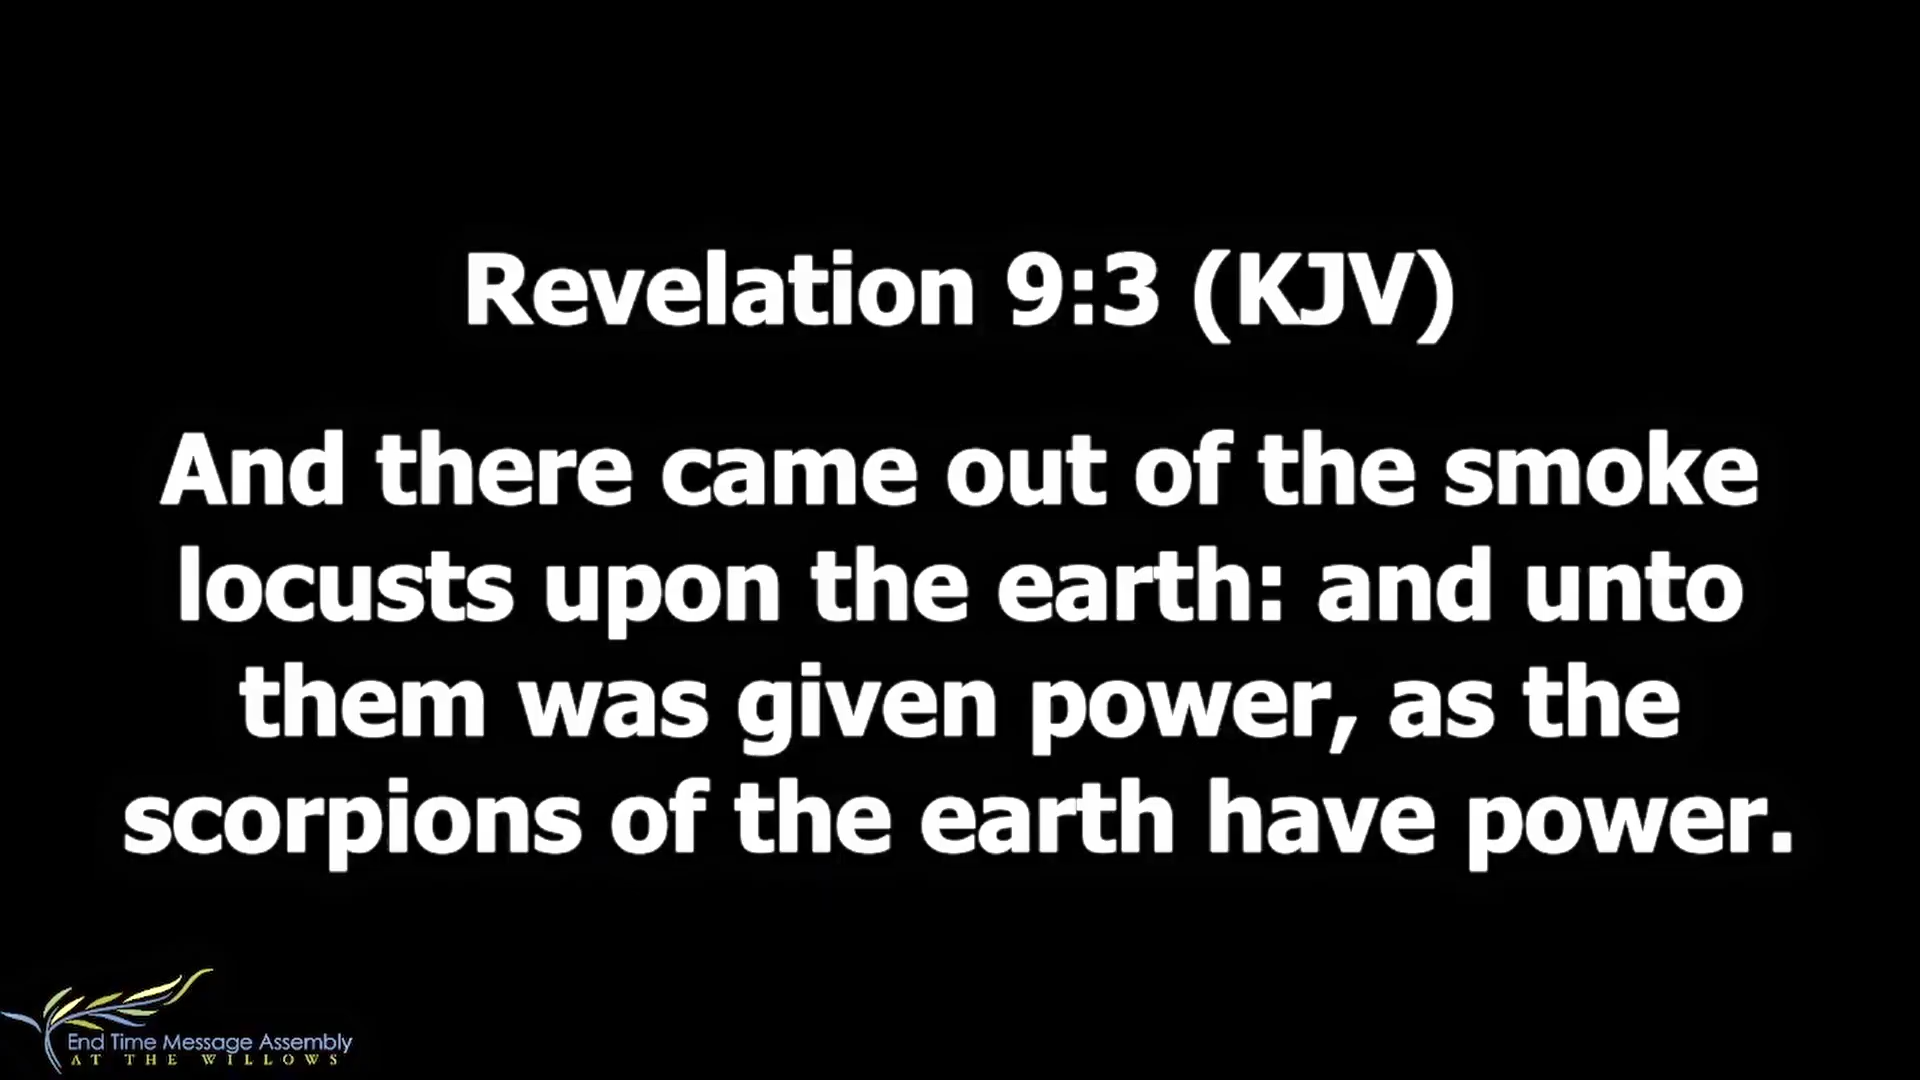 Revelation 9:3 (KJV)
And there came out of the smoke
locusts upon the earth: and unto
them was given power, as the
scorpions of the earth have power.
End Time Message Assembly
AT THE WILLOWS